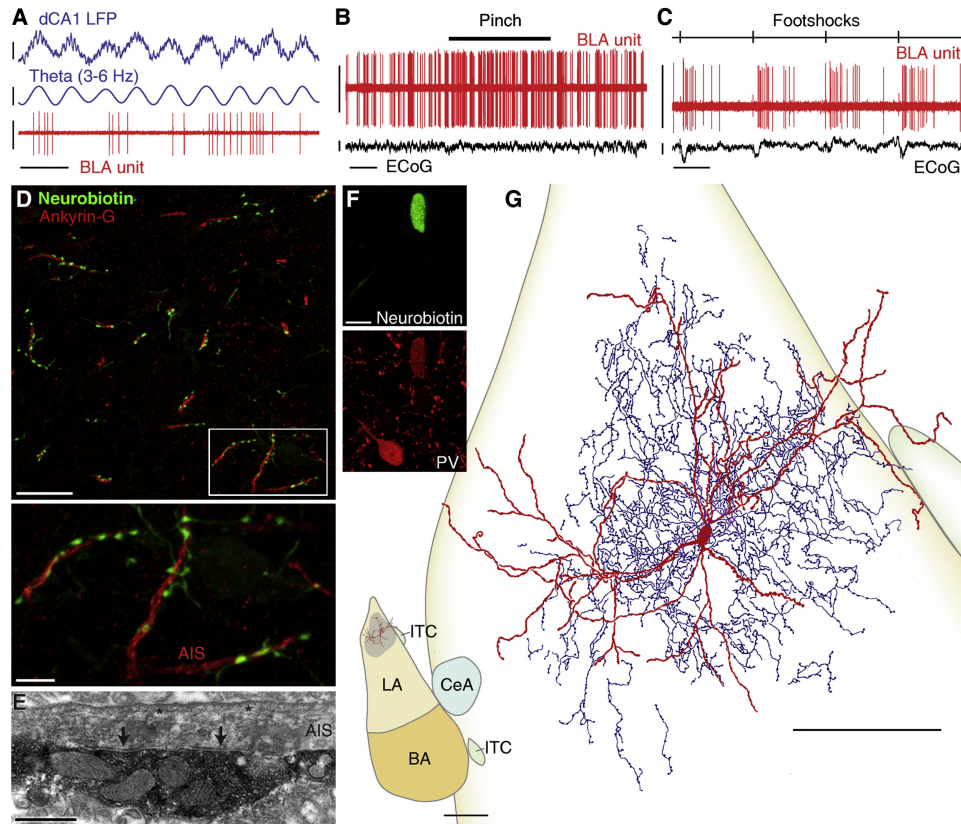 A
dCA1 LFP
Theta (3-6 Hz)
BLA unit
B
Pinch
BLA unit
ECoG
C
Footshocks
BLA unit
ECoG
D
Neurobiotin
Ankyrin-G
AIS
E
*
*
AIS
F
Neurobiotin
PV
G
ITC
LA
CeA
BA
ITC